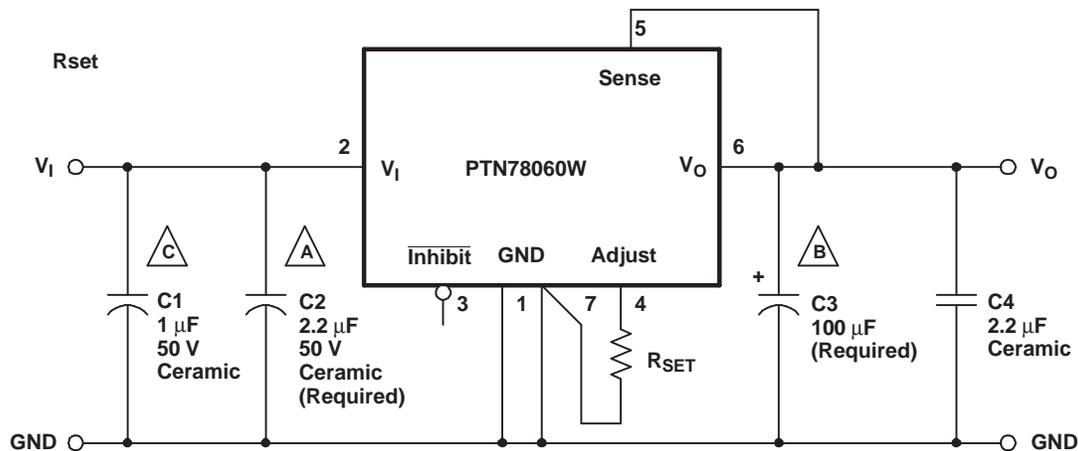 5
Rset
Sense
2
6
V_I
V_I
PTN78060W
V_O
V_O
C
A
B
Inhibit
GND
Adjust
3
1
7
4
C1
1 μF
50 V
Ceramic
C2
2.2 μF
50 V
Ceramic
(Required)
R_SET
+
C3
100 μF
(Required)
C4
2.2 μF
Ceramic
GND
GND